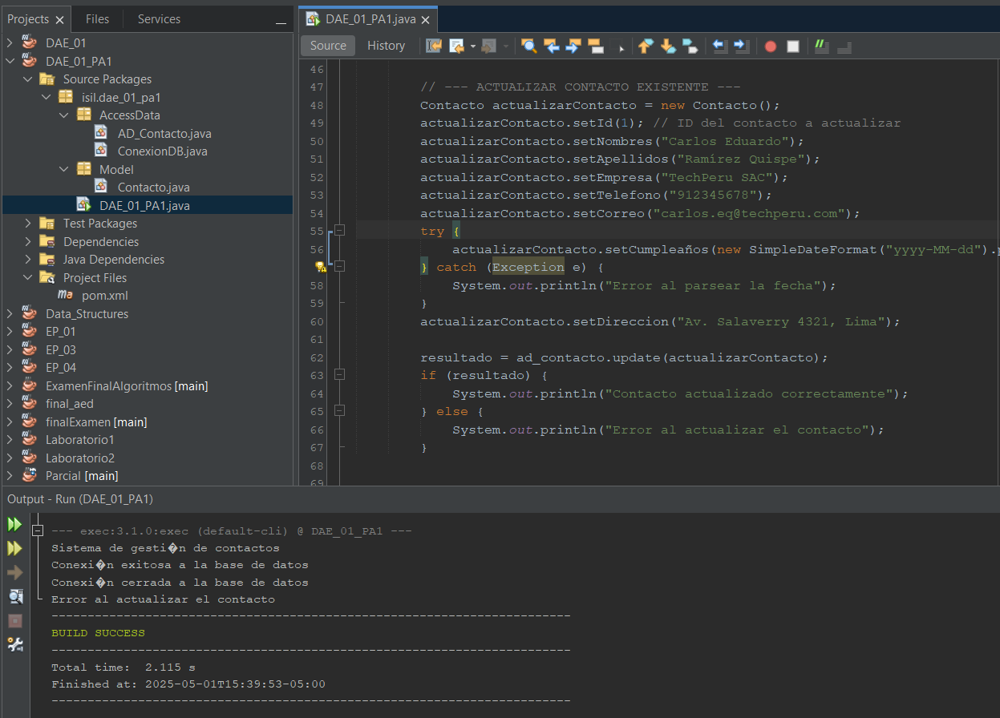 Projects
Files
Services
DAE_01
DAE_01_PA1
Source Packages
isil.dae_01_pa1
AccessData
AD_Contacto.java
ConexionDB.java
Model
Contacto.java
DAE_01_PA1.java
Test Packages
Dependencies
Java Dependencies
Project Files
pom.xml
Data_Structures
EP_01
EP_03
EP_04
ExamenFinalAlgoritmos [main]
final_aed
finalExamen [main]
Laboratorio1
Laboratorio2
Parcial [main]
DAE_01_PA1.java
Source History
46
47 // --- ACTUALIZAR CONTACTO EXISTENTE ---
48 Contacto actualizarContacto = new Contacto();
49 actualizarContacto.setId(1); // ID del contacto a actualizar
50 actualizarContacto.setNombres("Carlos Eduardo");
51 actualizarContacto.setApellidos("Ramírez Quispe");
52 actualizarContacto.setEmpresa("TechPeru SAC");
53 actualizarContacto.setTelefono("912345678");
54 actualizarContacto.setCorreo("carlos.eq@techperu.com");
55 try {
56 actualizarContacto.setCumpleaños(new SimpleDateFormat("yyyy-MM-dd").p
} catch (Exception e) {
58 System.out.println("Error al parsear la fecha");
59 }
60 actualizarContacto.setDireccion("Av. Salaverry 4321, Lima");
61
62 resultado = ad_contacto.update(actualizarContacto);
63 if (resultado) {
64 System.out.println("Contacto actualizado correctamente");
65 } else {
66 System.out.println("Error al actualizar el contacto");
67 }
68
69
Output - Run (DAE_01_PA1)
--- exec:3.1.0:exec (default-cli) @ DAE_01_PA1 ---
Sistema de gesti�n de contactos
Conexi�n exitosa a la base de datos
Conexi�n cerrada a la base de datos
Error al actualizar el contacto
------------------------------------------------------------------------
BUILD SUCCESS
------------------------------------------------------------------------
Total time:  2.115 s
Finished at: 2025-05-01T15:39:53-05:00
------------------------------------------------------------------------